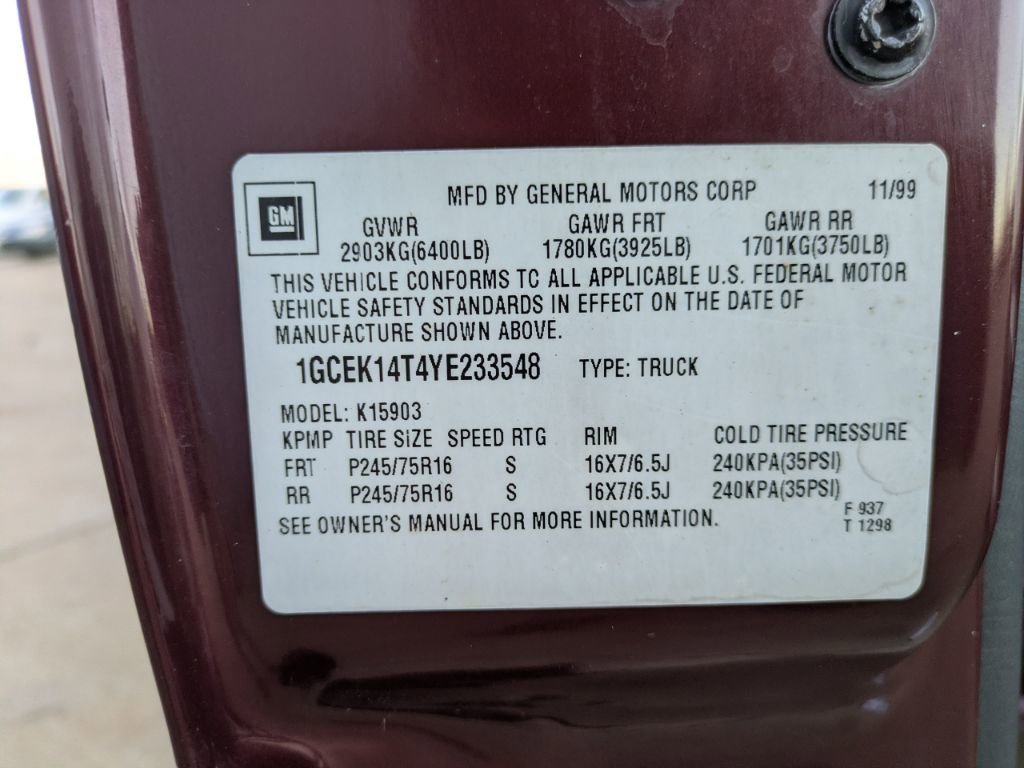 GM
MFD BY GENERAL MOTORS CORP 11/99
GVWR GAWR FRT GAWR RR
2903KG(6400LB) 1780KG(3925LB) 1701KG(3750LB)
THIS VEHICLE CONFORMS TC ALL APPLICABLE U.S. FEDERAL MOTOR
VEHICLE SAFETY STANDARDS IN EFFECT ON THE DATE OF
MANUFACTURE SHOWN ABOVE.
1GCEK14T4YE233548 TYPE: TRUCK
MODEL: K15903
KPMP TIRE SIZE SPEED RTG RIM COLD TIRE PRESSURE
FRT P245/75R16 S 16X7/6.5J 240KPA(35PSI)
RR P245/75R16 S 16X7/6.5J 240KPA(35PSI)
SEE OWNER'S MANUAL FOR MORE INFORMATION.
F 937
T 1298